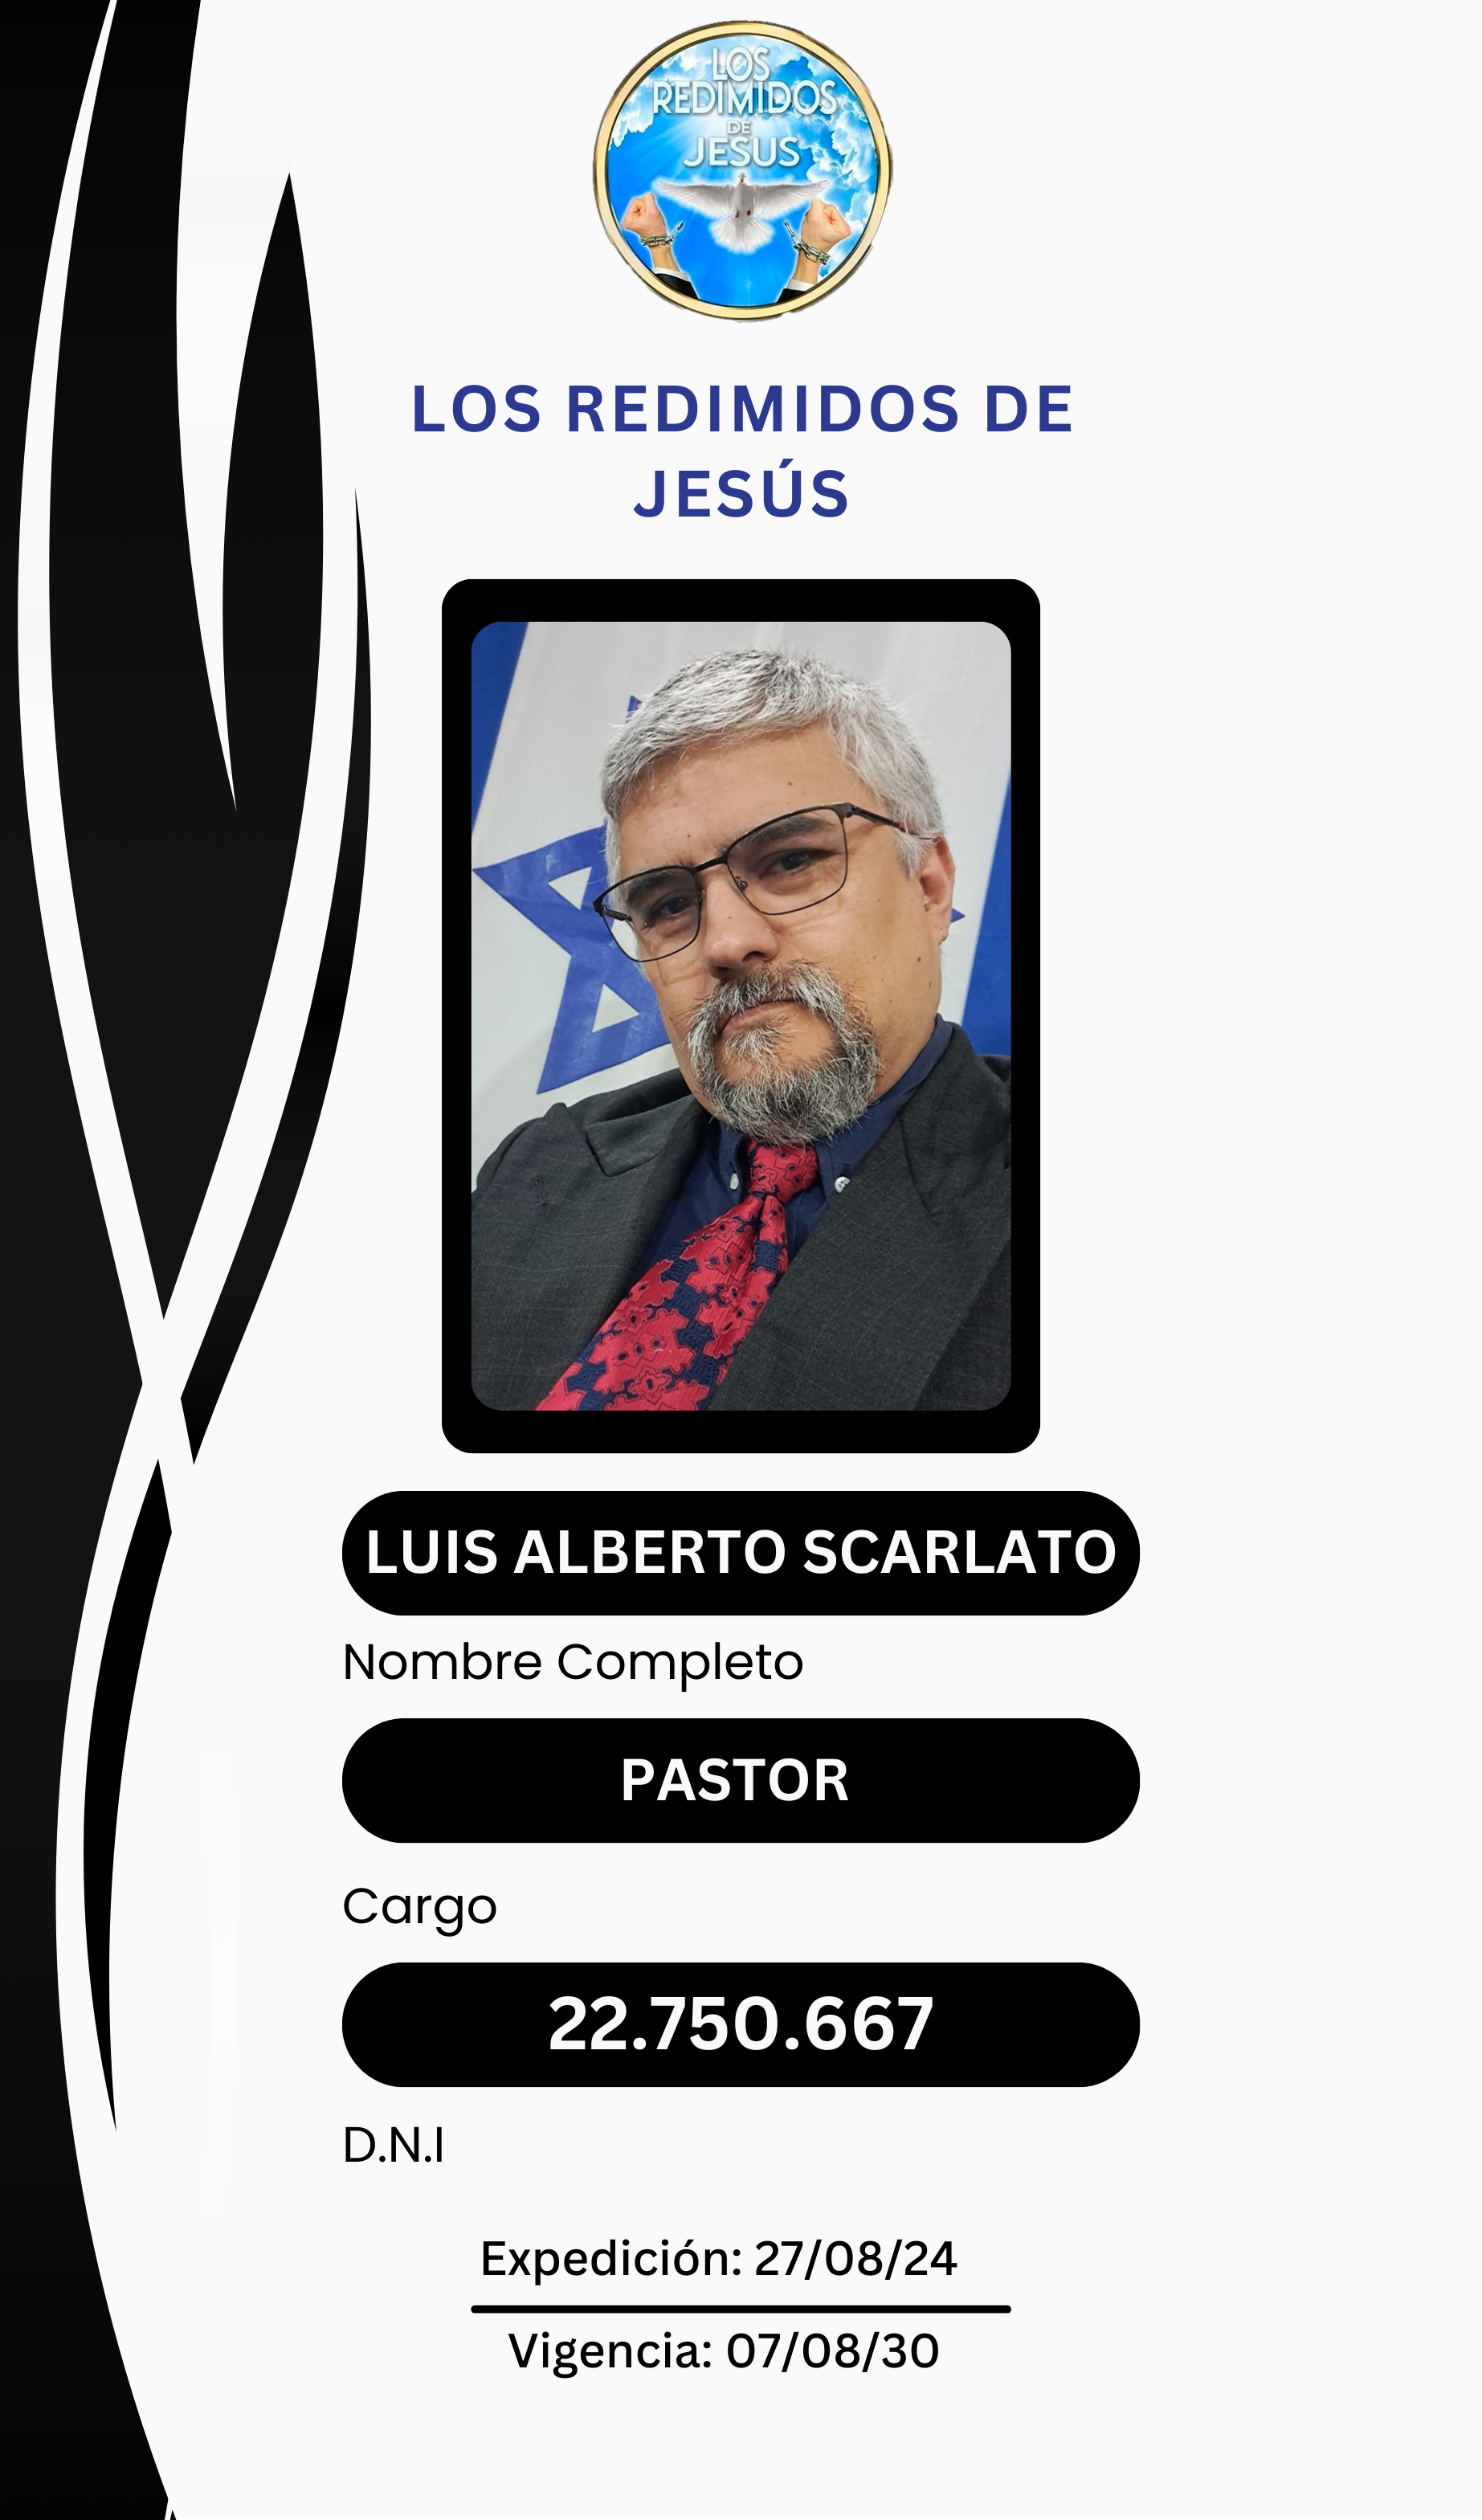 LOS
REDIMIDOS
DE
JESUS
LOS REDIMIDOS DE
JESÚS
LUIS ALBERTO SCARLATO
Nombre Completo
PASTOR
Cargo
22.750.667
D.N.I
Expedición: 27/08/24
Vigencia: 07/08/30